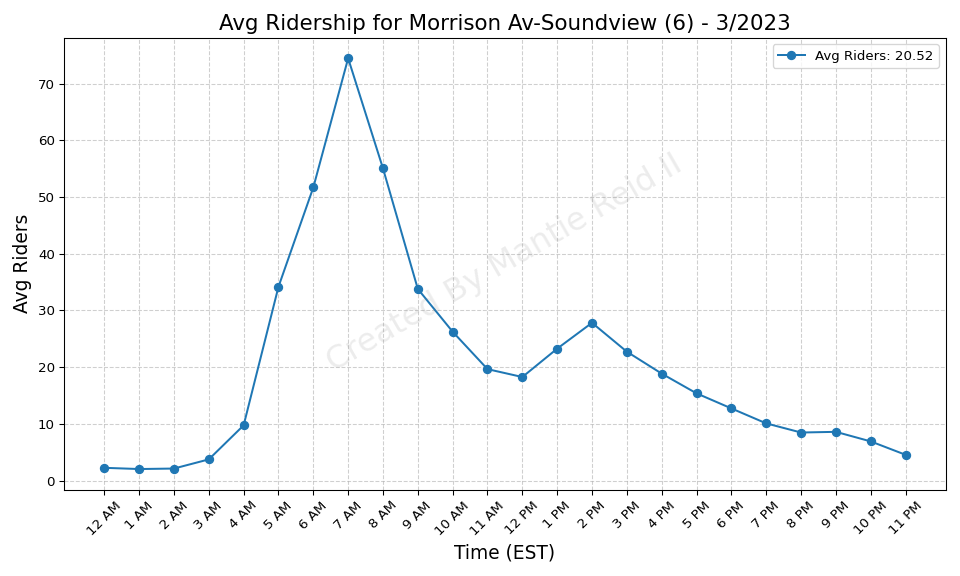 Avg Ridership for Morrison Av-Soundview (6) - 3/2023
Avg Riders: 20.52
Avg Riders
70
60
50
40
30
20
10
0
Created By Mantle Reid II
12 AM
1 AM
2 AM
3 AM
4 AM
5 AM
6 AM
7 AM
8 AM
9 AM
10 AM
11 AM
12 PM
1 PM
2 PM
3 PM
4 PM
5 PM
6 PM
7 PM
8 PM
9 PM
10 PM
11 PM
Time (EST)